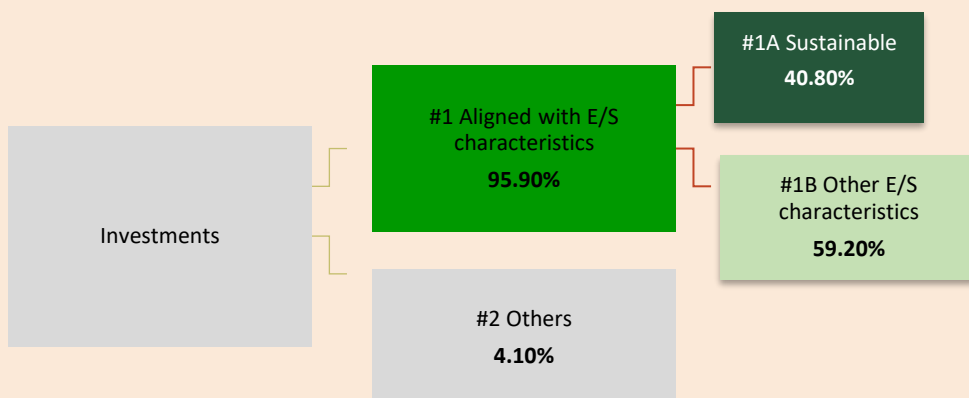 Investments
#1 Aligned with E/S
characteristics
95.90%
#2 Others
4.10%
#1A Sustainable
40.80%
#1B Other E/S
characteristics
59.20%